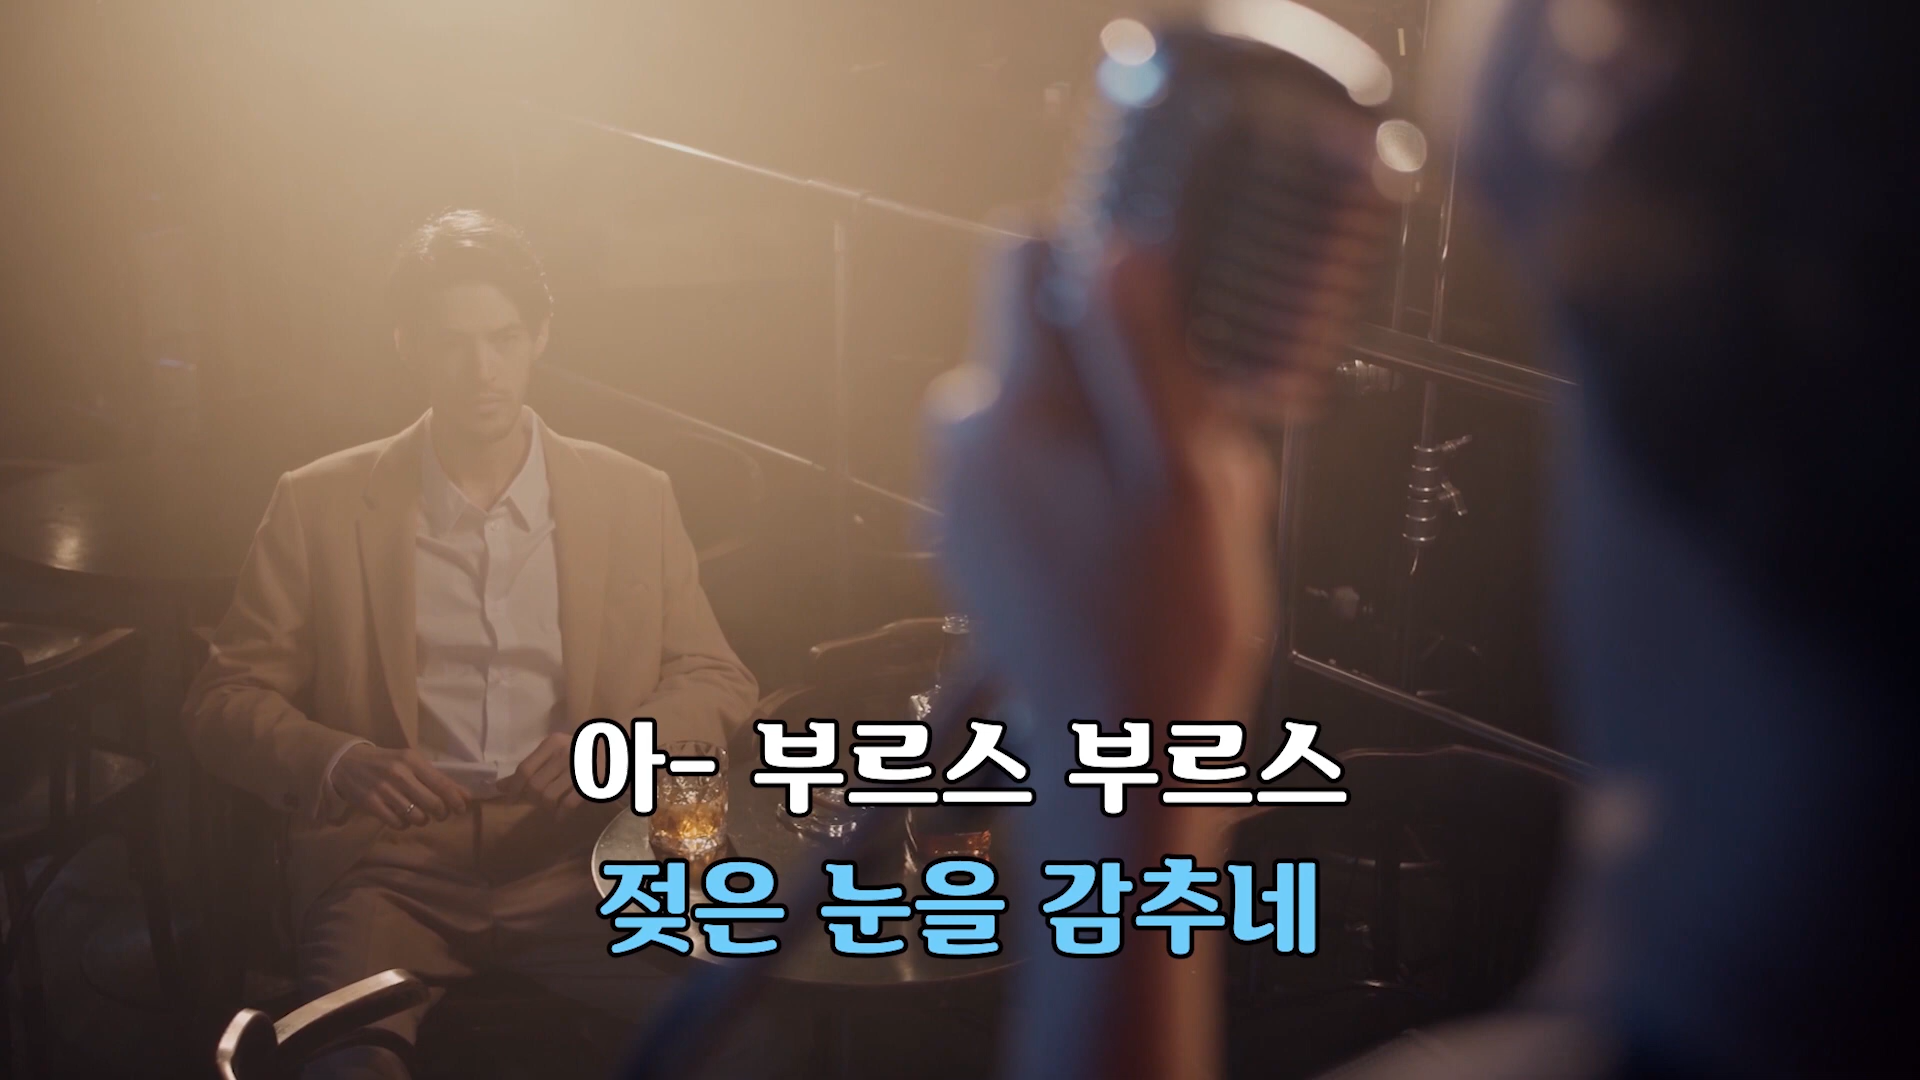 아- 부르스 부르스
젖은 눈을 감추네